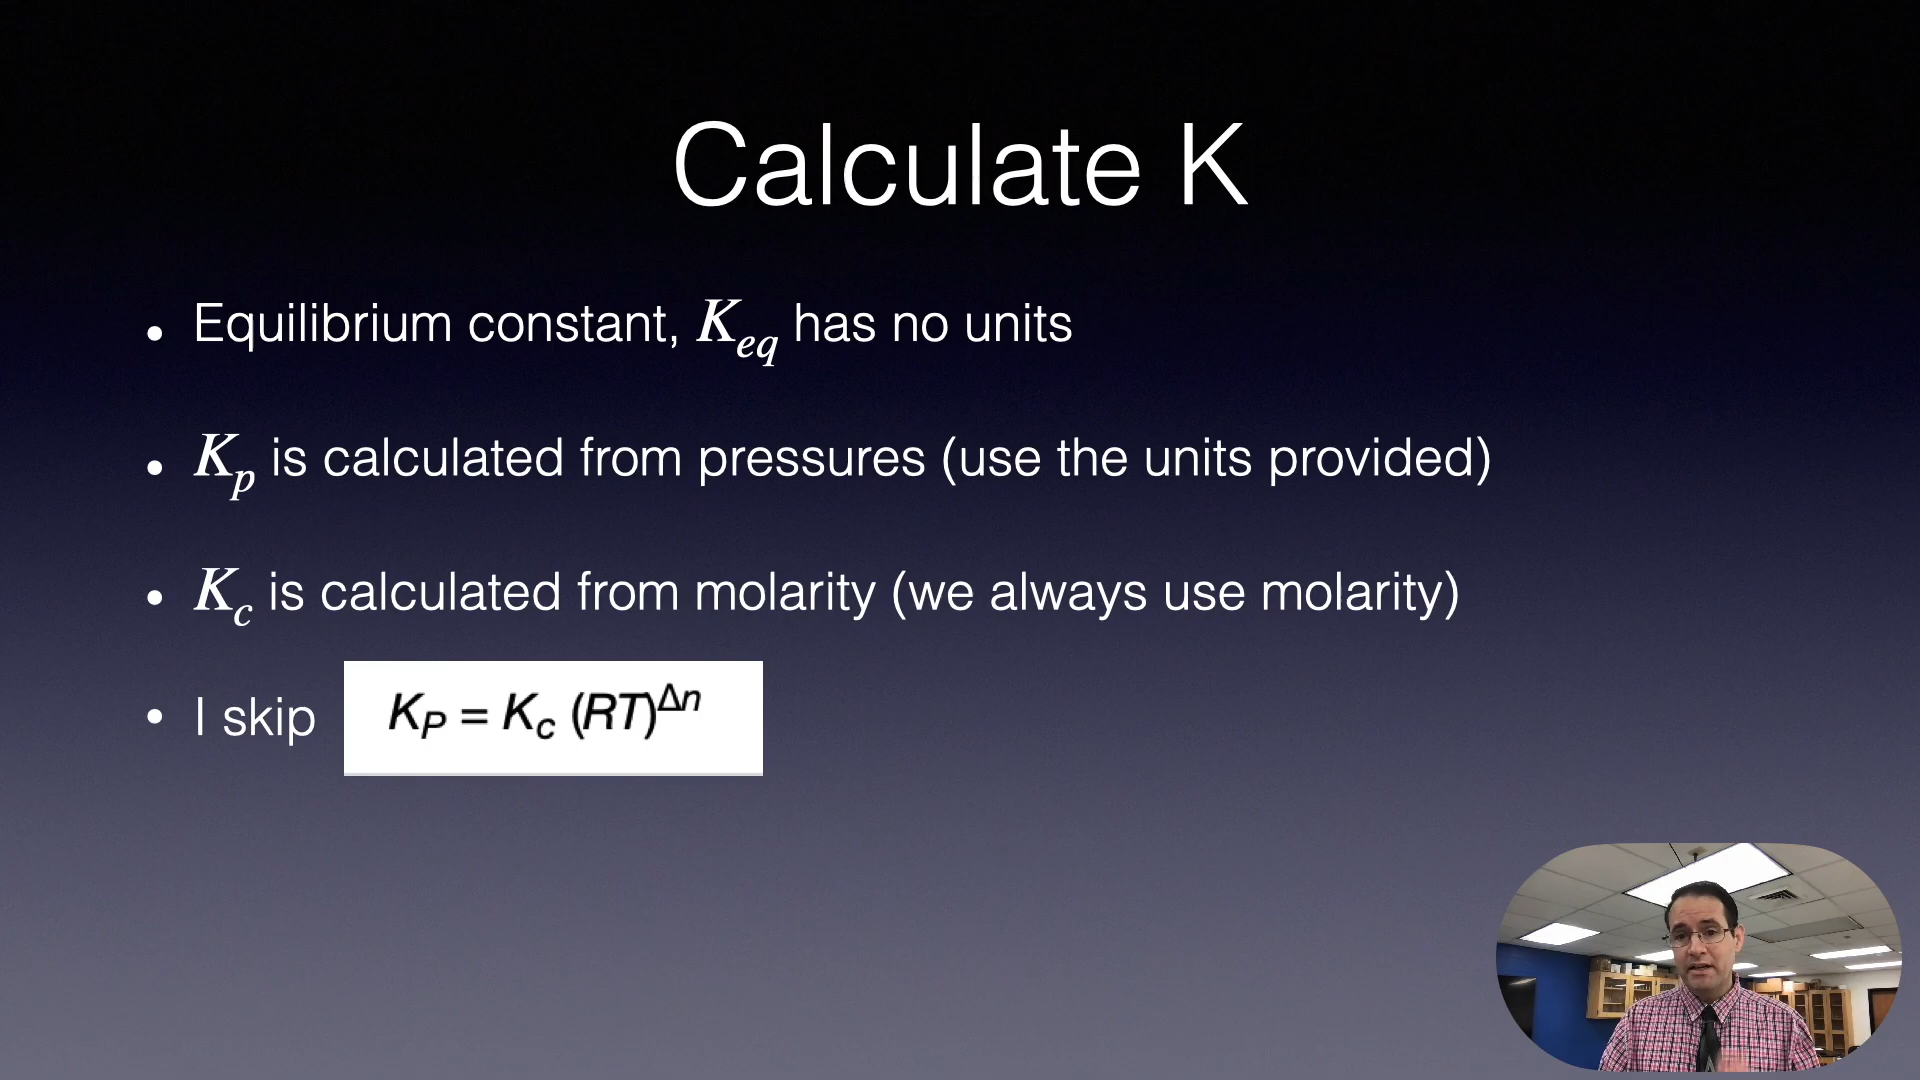 Calculate K
• Equilibrium constant, K_eq has no units
• K_p is calculated from pressures (use the units provided)
• K_c is calculated from molarity (we always use molarity)
• I skip K_P = K_c (RT)^Δn